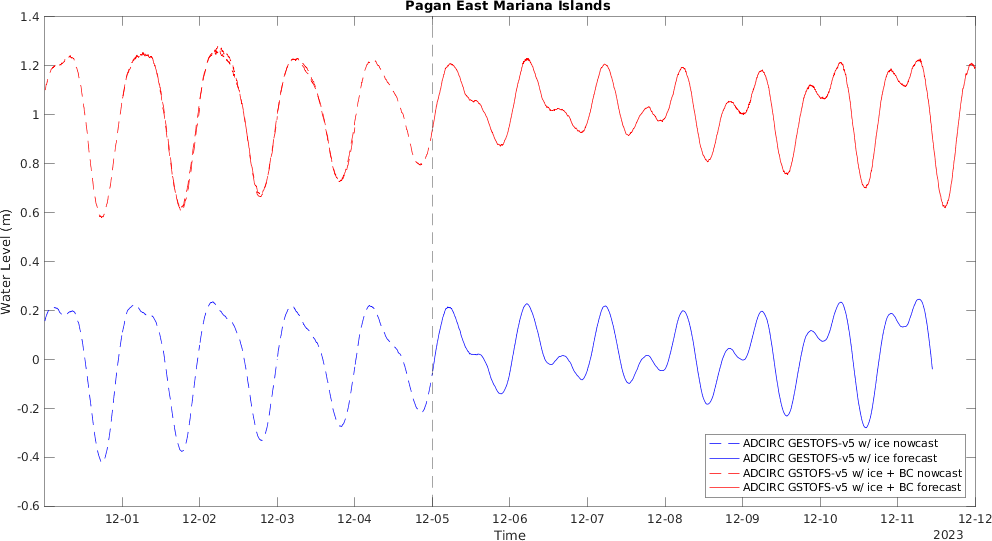 Pagan East Mariana Islands
1.4
1.2
1
0.8
0.6
0.4
0.2
0
-0.2
-0.4
-0.6
Water Level (m)
ADCIRC GESTOFS-v5 w/ ice nowcast
ADCIRC GESTOFS-v5 w/ ice forecast
ADCIRC GSTOFS-v5 w/ ice + BC nowcast
ADCIRC GSTOFS-v5 w/ ice + BC forecast
12-01 12-02 12-03 12-04 12-05 12-06 12-07 12-08 12-09 12-10 12-11 12-12
Time
2023